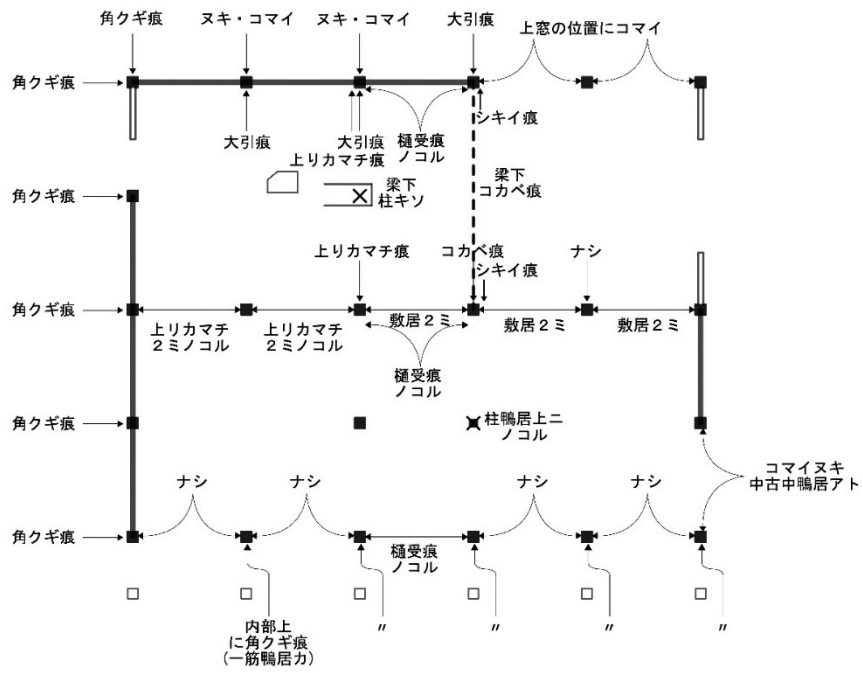 角クギ痕
ヌキ・コマイ
ヌキ・コマイ
大引痕
上窓の位置にコマイ
角クギ痕
大引痕
大引痕
上りカマチ痕
樋受痕
ノコル
シキイ痕
梁下
コカベ痕
角クギ痕
梁下
柱キソ
上りカマチ痕
コカベ痕
シキイ痕
ナシ
角クギ痕
上リカマチ
２ミノコル
上リカマチ
２ミノコル
敷居２ミ
敷居２ミ
敷居２ミ
樋受痕
ノコル
角クギ痕
柱鴨居上ニ
ノコル
コマイヌキ
中古中鴨居アト
ナシ
ナシ
ナシ
ナシ
角クギ痕
樋受痕
ノコル
内部上
に角クギ痕
(一筋鴨居カ)
〃
〃
〃
〃